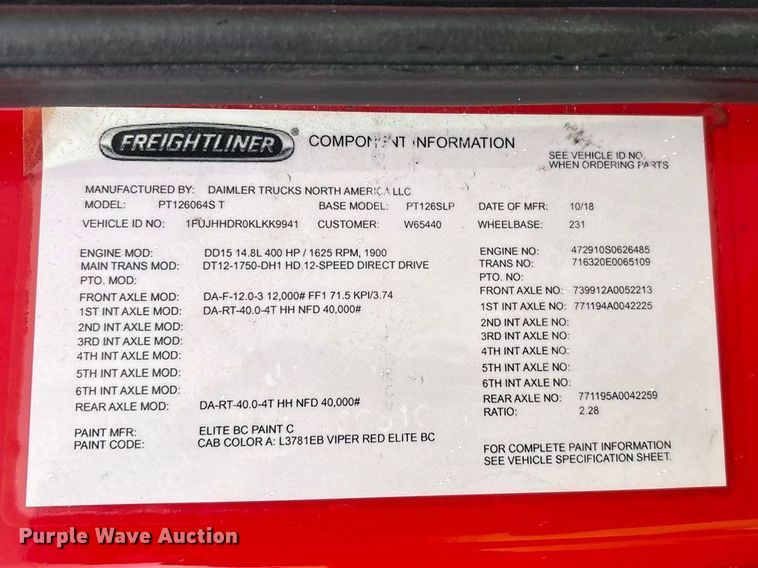 FREIGHTLINER ® COMPONENT INFORMATION
SEE VEHICLE ID NO.
WHEN ORDERING PARTS
MANUFACTURED BY: DAIMLER TRUCKS NORTH AMERICA LLC
MODEL: PT126064S T BASE MODEL: PT126SLP DATE OF MFR: 10/18
VEHICLE ID NO: 1FUJHHDR0KLKK9941 CUSTOMER: W65440 WHEELBASE: 231
ENGINE MOD: DD15 14.8L 400 HP / 1625 RPM, 1900 ENGINE NO: 472910S0626485
MAIN TRANS MOD: DT12-1750-DH1 HD 12-SPEED DIRECT DRIVE TRANS NO: 716320E0065109
PTO. MOD: PTO. NO:
FRONT AXLE MOD: DA-F-12.0-3 12,000# FF1 71.5 KPI/3.74 FRONT AXLE NO: 739912A0052213
1ST INT AXLE MOD: DA-RT-40.0-4T HH NFD 40,000# 1ST INT AXLE NO: 771194A0042225
2ND INT AXLE MOD: 2ND INT AXLE NO:
3RD INT AXLE MOD: 3RD INT AXLE NO:
4TH INT AXLE MOD: 4TH INT AXLE NO:
5TH INT AXLE MOD: 5TH INT AXLE NO:
6TH INT AXLE MOD: 6TH INT AXLE NO:
REAR AXLE MOD: DA-RT-40.0-4T HH NFD 40,000# REAR AXLE NO: 771195A0042259
RATIO: 2.28
PAINT MFR: ELITE BC PAINT C
PAINT CODE: CAB COLOR A: L3781EB VIPER RED ELITE BC
FOR COMPLETE PAINT INFORMATION
SEE VEHICLE SPECIFICATION SHEET.
Purple Wave Auction